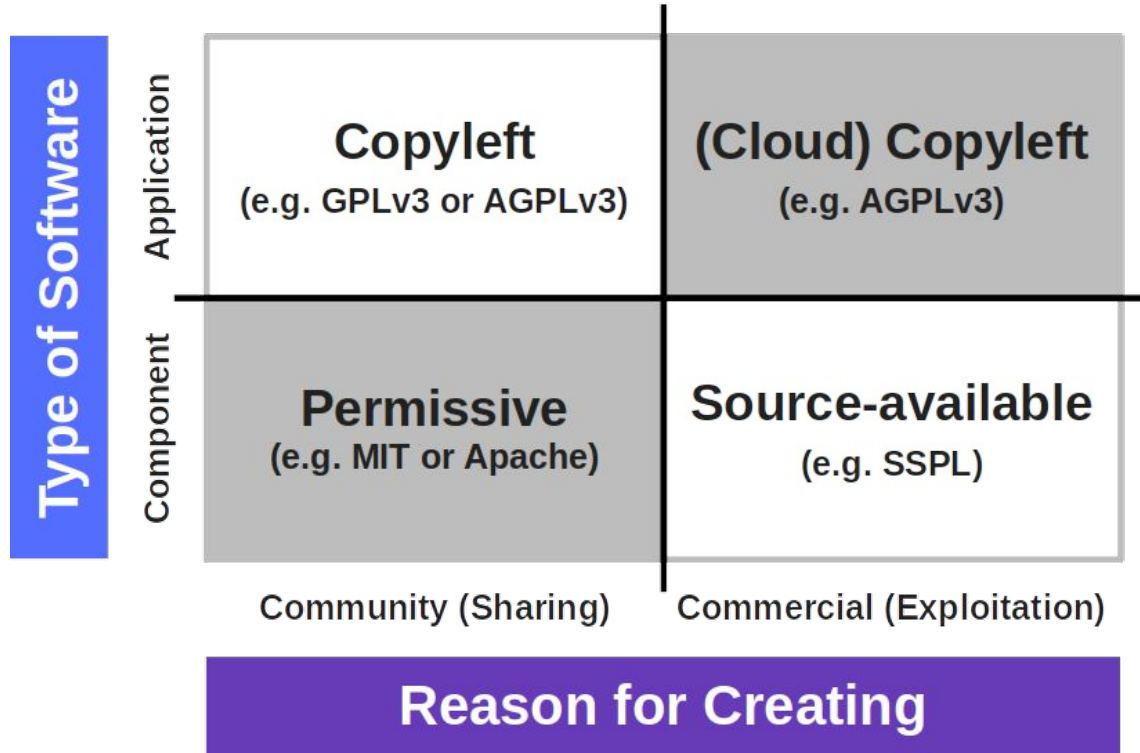 Type of Software
Application
Copyleft
(e.g. GPLv3 or AGPLv3)
(Cloud) Copyleft
(e.g. AGPLv3)
Component
Permissive
(e.g. MIT or Apache)
Source-available
(e.g. SSPL)
Community (Sharing)
Commercial (Exploitation)
Reason for Creating